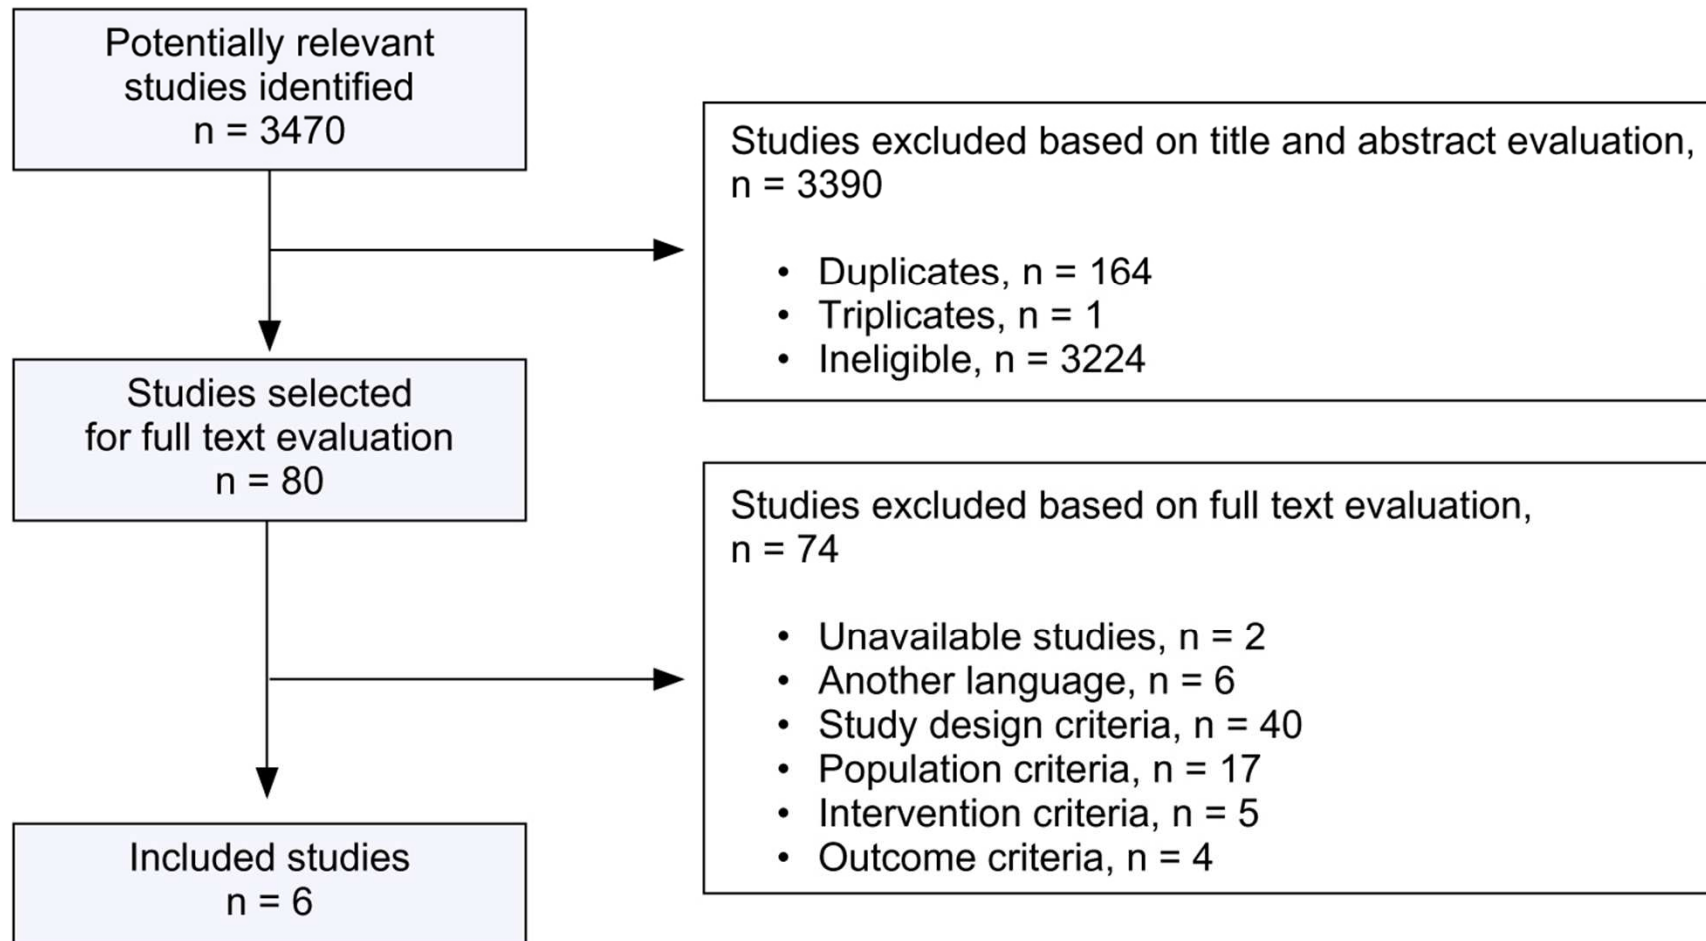 Potentially relevant
studies identified
n = 3470
Studies excluded based on title and abstract evaluation,
n = 3390
• Duplicates, n = 164
• Triplicates, n = 1
• Ineligible, n = 3224
Studies selected
for full text evaluation
n = 80
Studies excluded based on full text evaluation,
n = 74
• Unavailable studies, n = 2
• Another language, n = 6
• Study design criteria, n = 40
• Population criteria, n = 17
• Intervention criteria, n = 5
• Outcome criteria, n = 4
Included studies
n = 6